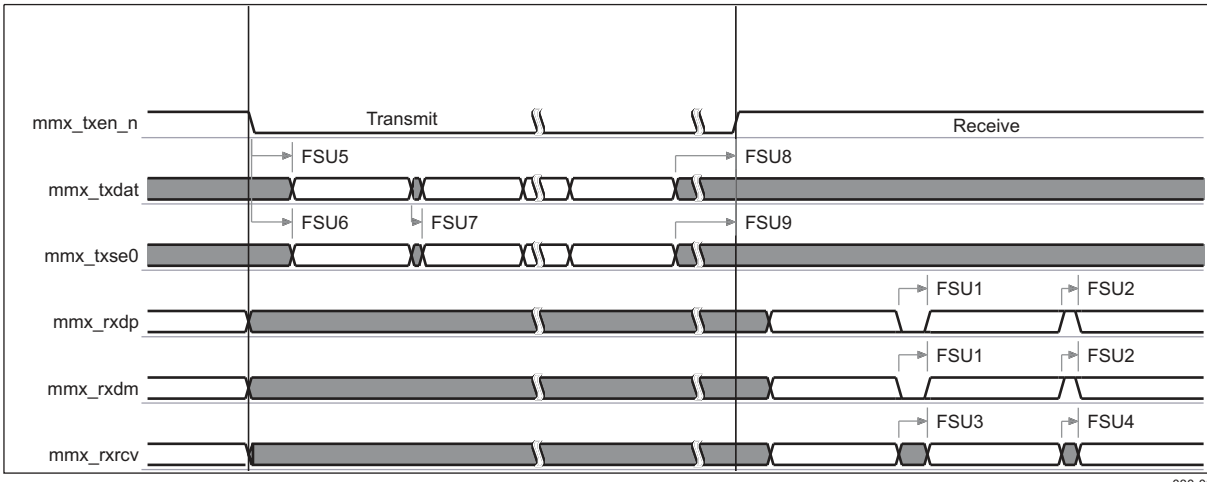 mmx_txen_n Transmit Receive
FSU5 FSU8
mmx_txdat
FSU6 FSU7 FSU9
mmx_txse0
FSU1 FSU2
mmx_rxdp
FSU1 FSU2
mmx_rxdm
FSU3 FSU4
mmx_rxrcv